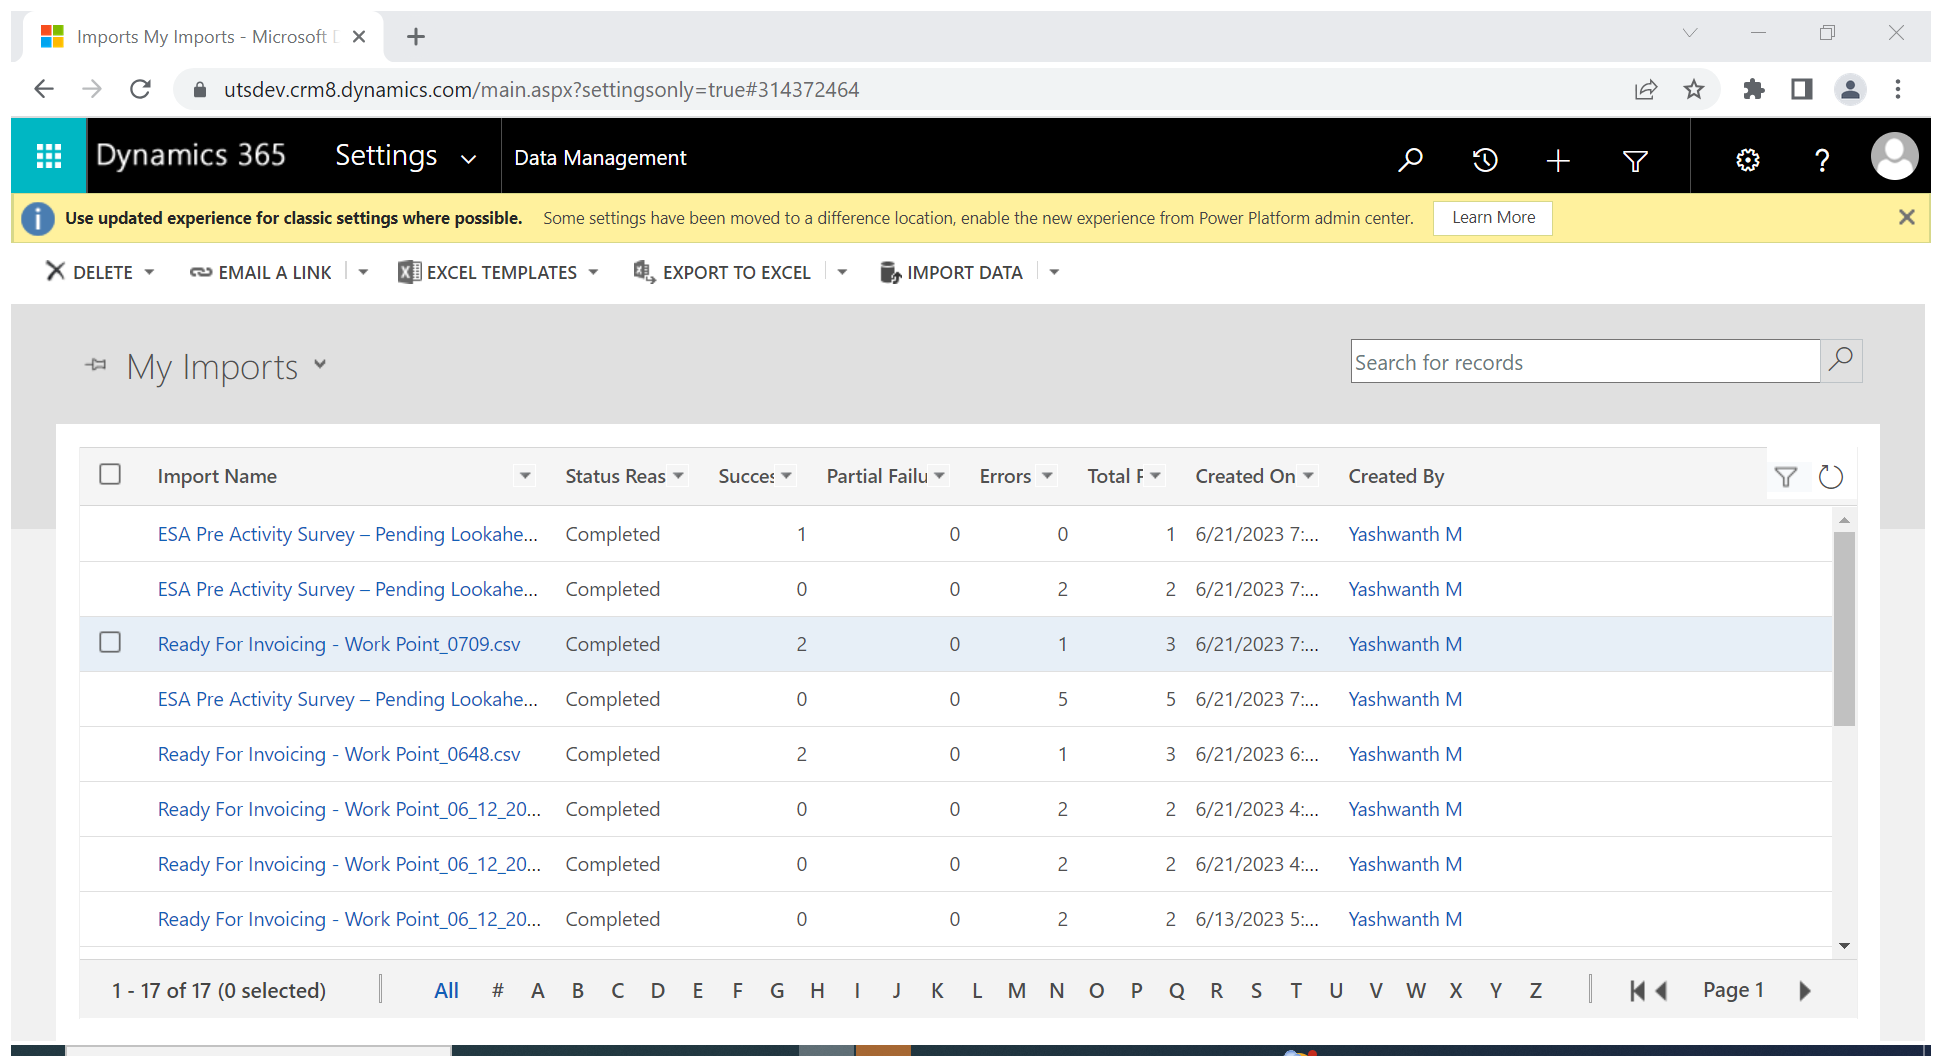 Imports My Imports - Microsoft
utsdev.crm8.dynamics.com/main.aspx?settingsonly=true#314372464
Dynamics 365 Settings Data Management ?
Use updated experience for classic settings where possible. Some settings have been moved to a difference location, enable the new experience from Power Platform admin center. Learn More
DELETE EMAIL A LINK EXCEL TEMPLATES EXPORT TO EXCEL IMPORT DATA
My Imports Search for records
Import Name Status Reas Succes Partial Failu Errors Total Created On Created By
ESA Pre Activity Survey – Pending Lookahe... Completed 1 0 0 1 6/21/2023 7:... Yashwanth M
ESA Pre Activity Survey – Pending Lookahe... Completed 0 0 2 2 6/21/2023 7:... Yashwanth M
Ready For Invoicing - Work Point_0709.csv Completed 2 0 1 3 6/21/2023 7:... Yashwanth M
ESA Pre Activity Survey – Pending Lookahe... Completed 0 0 5 5 6/21/2023 7:... Yashwanth M
Ready For Invoicing - Work Point_0648.csv Completed 2 0 1 3 6/21/2023 6:... Yashwanth M
Ready For Invoicing - Work Point_06_12_20... Completed 0 0 2 2 6/21/2023 4:... Yashwanth M
Ready For Invoicing - Work Point_06_12_20... Completed 0 0 2 2 6/21/2023 4:... Yashwanth M
Ready For Invoicing - Work Point_06_12_20... Completed 0 0 2 2 6/13/2023 5:... Yashwanth M
1 - 17 of 17 (0 selected) All # A B C D E F G H I J K L M N O P Q R S T U V W X Y Z Page 1